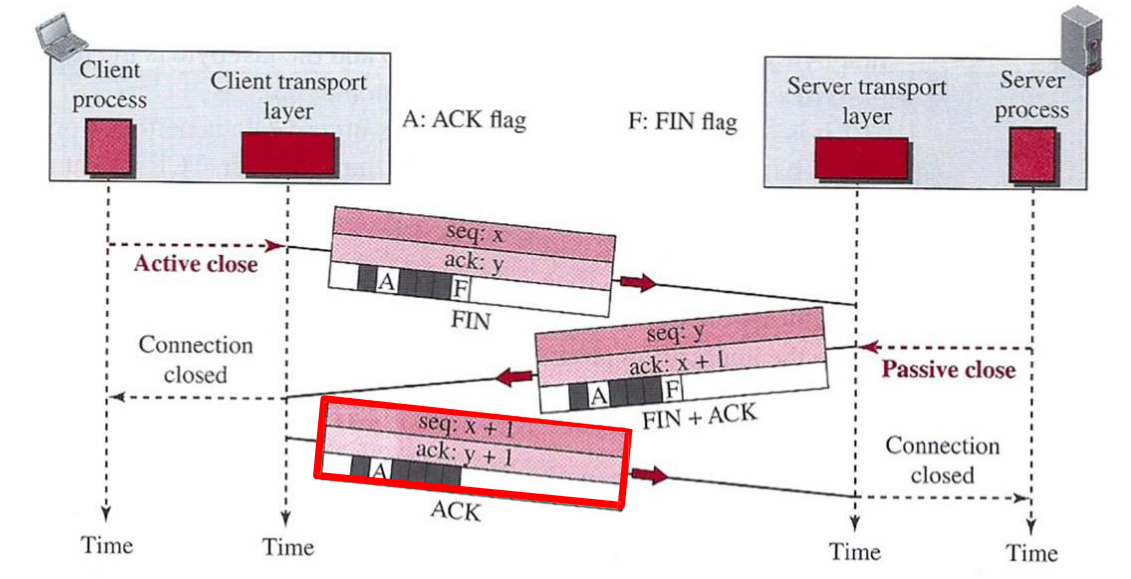 Client
process
Client transport
layer
A: ACK flag
F: FIN flag
Server transport
layer
Server
process
Active close
seq: x
ack: y
A
F
FIN
Connection
closed
seq: y
ack: x + 1
A
F
FIN + ACK
Passive close
seq: x + 1
ack: y + 1
A
ACK
Connection
closed
Time
Time
Time
Time